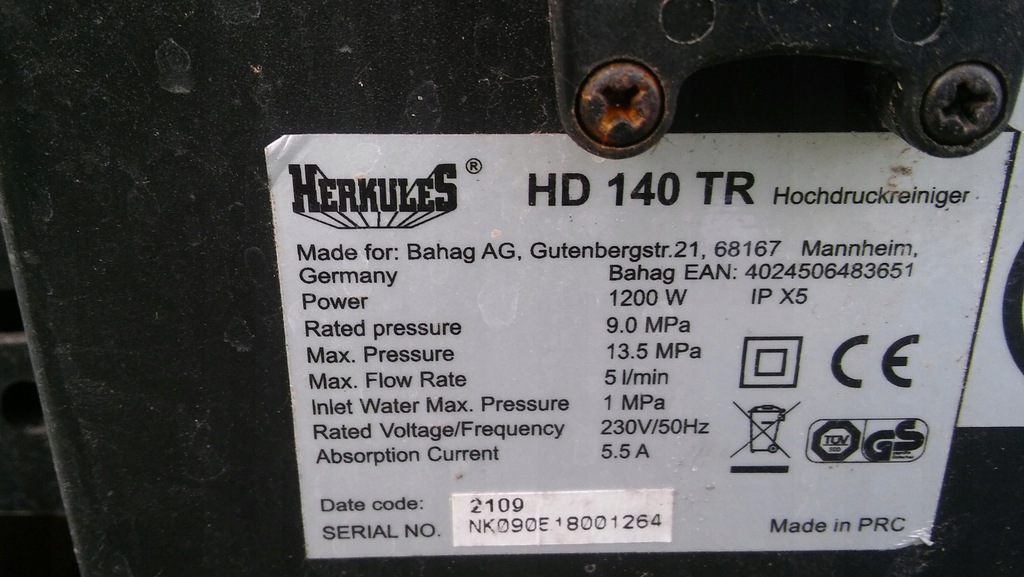 HERKULES ® HD 140 TR Hochdruckreiniger
Made for: Bahag AG, Gutenbergstr.21, 68167 Mannheim,
Germany Bahag EAN: 4024506483651
Power 1200 W IP X5
Rated pressure 9.0 MPa
Max. Pressure 13.5 MPa
Max. Flow Rate 5 l/min
Inlet Water Max. Pressure 1 MPa
Rated Voltage/Frequency 230V/50Hz
Absorption Current 5.5 A
CE
TÜV GS
Date code: 2109
SERIAL NO. NK090E18001264
Made in PRC